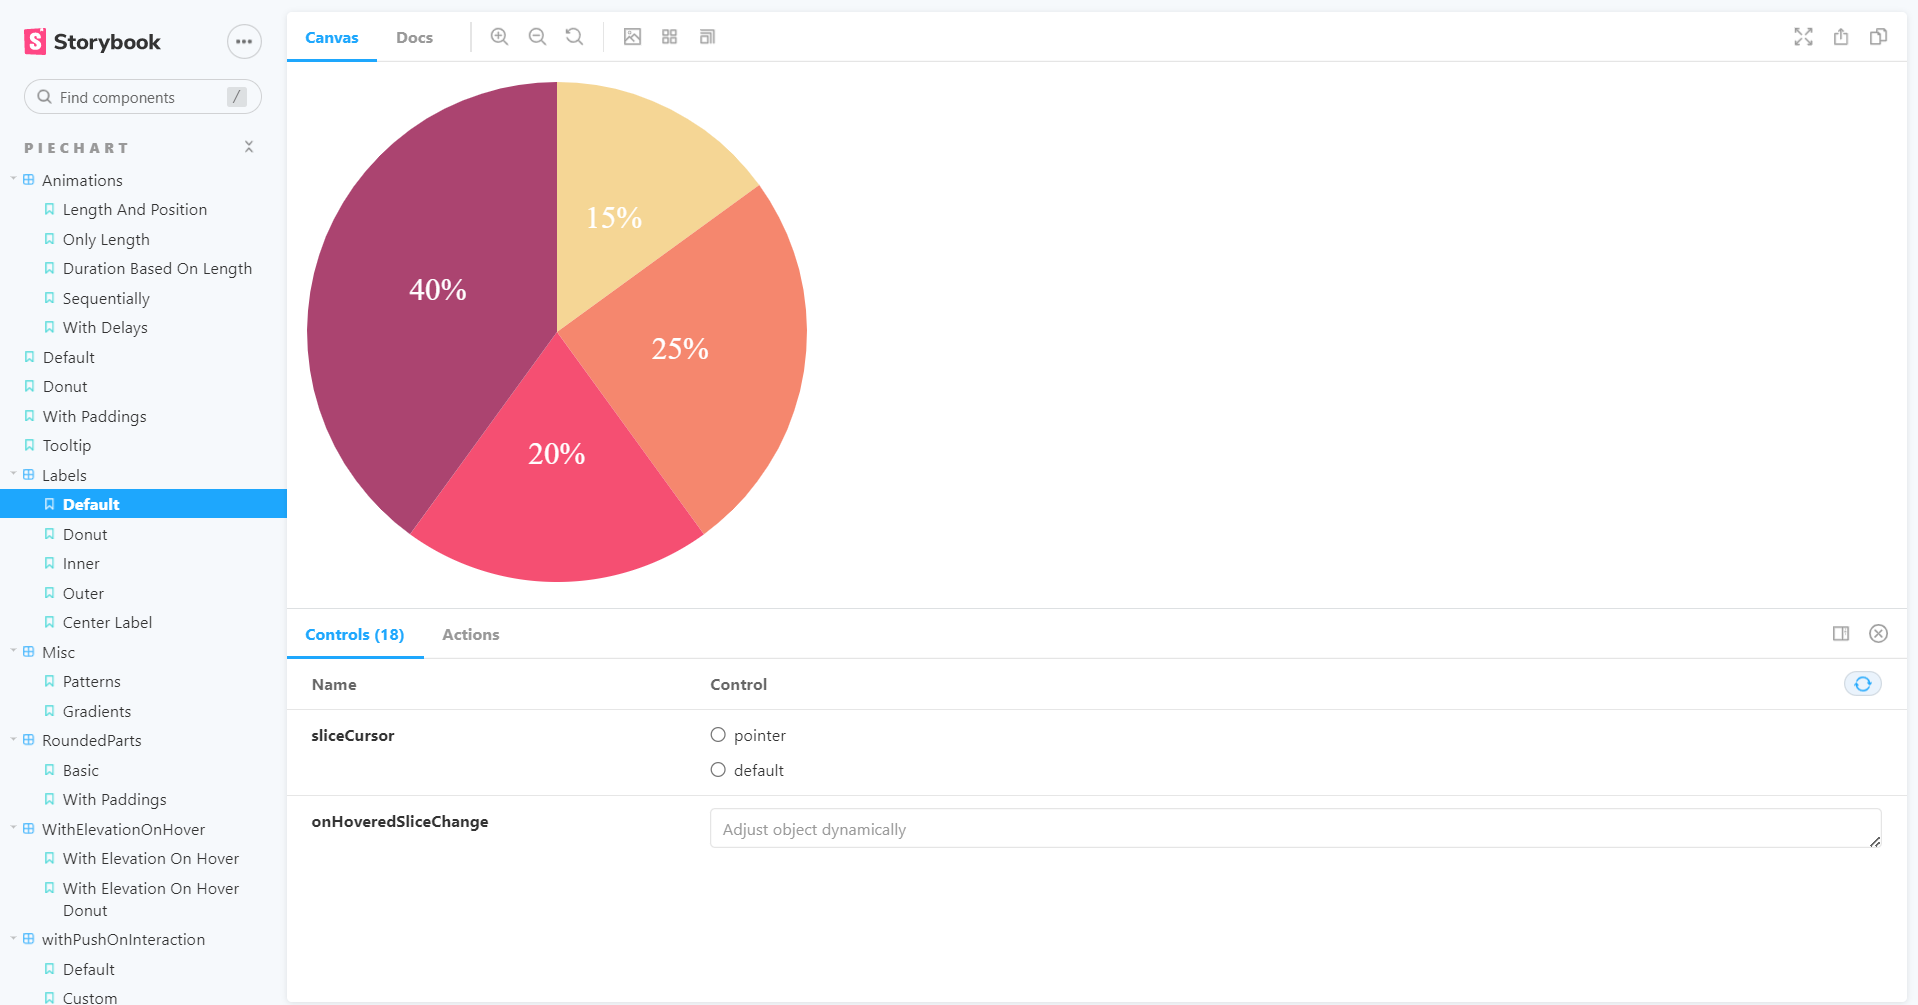 Storybook
Find components
/
PIECHART
Animations
Length And Position
Only Length
Duration Based On Length
Sequentially
With Delays
Default
Donut
With Paddings
Tooltip
Labels
Default
Donut
Inner
Outer
Center Label
Misc
Patterns
Gradients
RoundedParts
Basic
With Paddings
WithElevationOnHover
With Elevation On Hover
With Elevation On Hover
Donut
withPushOnInteraction
Default
Custom
Canvas
Docs
15%
40%
25%
20%
Controls (18)
Actions
Name
Control
sliceCursor
pointer
default
onHoveredSliceChange
Adjust object dynamically